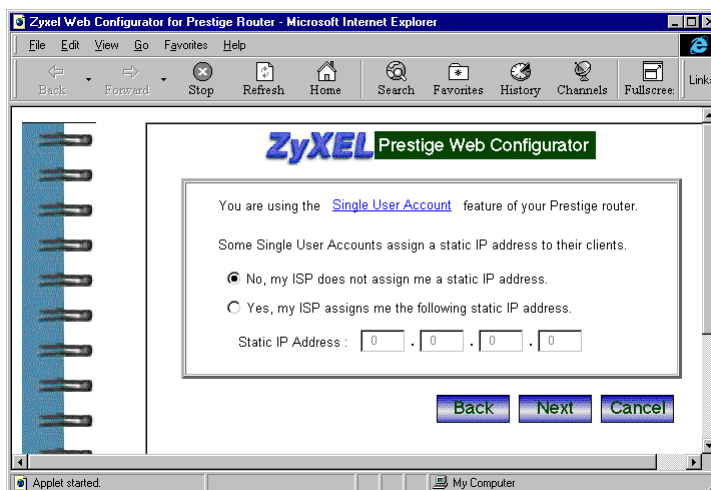 Zyxel Web Configurator for Prestige Router - Microsoft Internet Explorer
File Edit View Go Favorites Help
Back Forward Stop Refresh Home Search Favorites History Channels Fullscree:
ZyXEL Prestige Web Configurator
You are using the Single User Account feature of your Prestige router.
Some Single User Accounts assign a static IP address to their clients.
No, my ISP does not assign me a static IP address.
Yes, my ISP assigns me the following static IP address.
Static IP Address : 0 . 0 . 0 . 0
Back Next Cancel
Applet started. My Computer